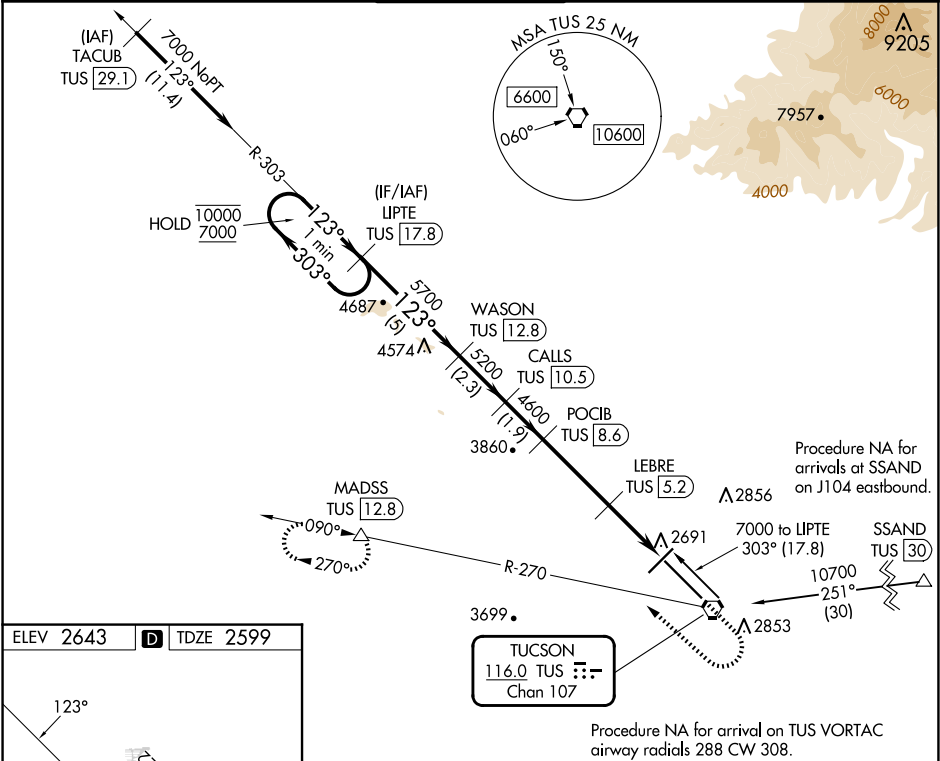 (IAF)
TACUB
TUS 29.1
7000 NoPT
123°
(11.4)
R-303
MSA TUS 25 NM
150°
6600
060°
10600
8000
9205
6000
7957
4000
HOLD 10000
7000
123°
1 min
303°
(IF/IAF)
LIPTE
TUS 17.8
4687
5700
123°
(5)
4574
WASON
TUS 12.8
5200
(2.3)
CALLS
TUS 10.5
4600
(1.9)
POCIB
TUS 8.6
3860
LEBRE
TUS 5.2
2856
Procedure NA for
arrivals at SSAND
on J104 eastbound.
MADSS
TUS 12.8
090°
270°
R-270
2691
7000 to LIPTE
303° (17.8)
SSAND
TUS 30
10700
251°
(30)
3699
2853
TUCSON
116.0 TUS
Chan 107
Procedure NA for arrival on TUS VORTAC
airway radials 288 CW 308.
ELEV 2643
D
TDZE 2599
123°